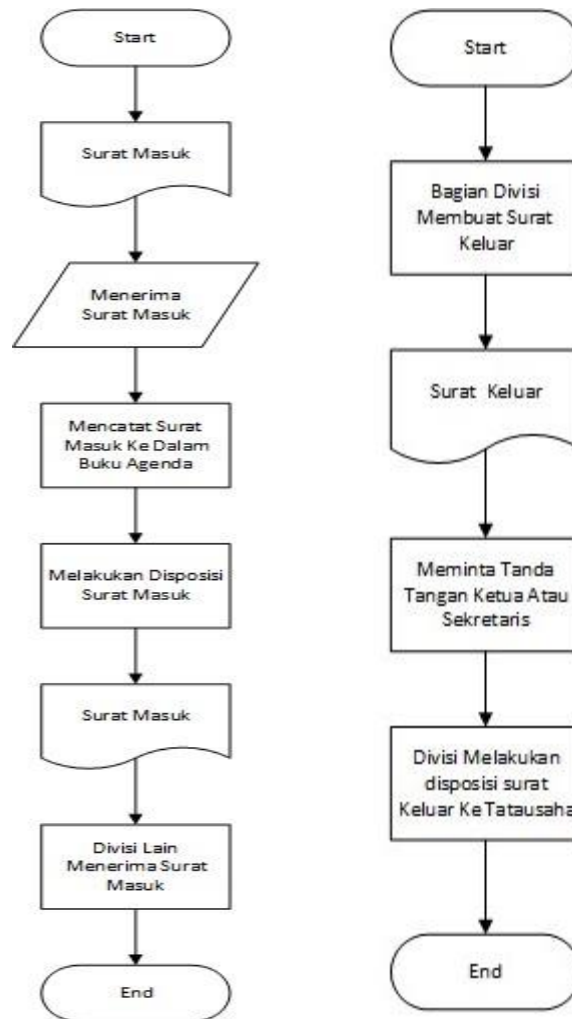 Start
Surat Masuk
Menerima
Surat Masuk
Mencatat Surat
Masuk Ke Dalam
Buku Agenda
Melakukan Disposisi
Surat Masuk
Surat Masuk
Divisi Lain
Menerima Surat
Masuk
End
Start
Bagian Divisi
Membuat Surat
Keluar
Surat Keluar
Meminta Tanda
Tangan Ketua Atau
Sekretaris
Divisi Melakukan
disposisi surat
Keluar Ke Tatausaha
End